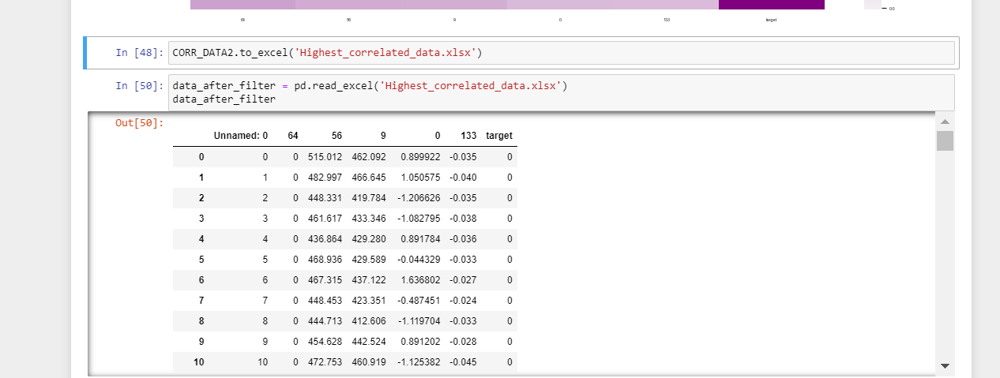 00
64 56 9 0 133 target
In [48]: CORR_DATA2.to_excel('Highest_correlated_data.xlsx')
In [50]: data_after_filter = pd.read_excel('Highest_correlated_data.xlsx')
data_after_filter
Out[50]:
Unnamed: 0 64 56 9 0 133 target
0 0 0 515.012 462.092 0.899922 -0.035 0
1 1 0 482.997 466.645 1.050575 -0.040 0
2 2 0 448.331 419.784 -1.206626 -0.035 0
3 3 0 461.617 433.346 -1.082795 -0.038 0
4 4 0 436.864 429.280 0.891784 -0.036 0
5 5 0 468.936 429.589 -0.044329 -0.033 0
6 6 0 467.315 437.122 1.636802 -0.027 0
7 7 0 448.453 423.351 -0.487451 -0.024 0
8 8 0 444.713 412.606 -1.119704 -0.033 0
9 9 0 454.628 442.524 0.891202 -0.028 0
10 10 0 472.753 460.919 -1.125382 -0.045 0